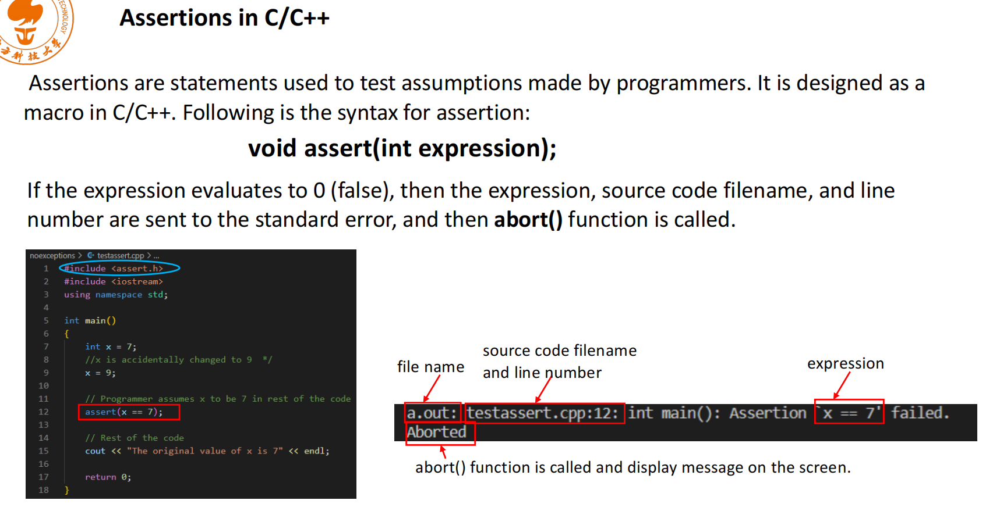 ECHNOLOGY
方科技大学
Assertions in C/C++
Assertions are statements used to test assumptions made by programmers. It is designed as a
macro in C/C++. Following is the syntax for assertion:
void assert(int expression);
If the expression evaluates to 0 (false), then the expression, source code filename, and line
number are sent to the standard error, and then abort() function is called.
noexceptions > testassert.cpp > ...
1 #include <assert.h>
2 #include <iostream>
3 using namespace std;
4
5 int main()
6 {
7 int x = 7;
8 //x is accidentally changed to 9 */
9 x = 9;
10
11 // Programmer assumes x to be 7 in rest of the code
12 assert(x == 7);
13
14 // Rest of the code
15 cout << "The original value of x is 7" << endl;
16
17 return 0;
18 }
file name
source code filename
and line number
expression
a.out: testassert.cpp:12: int main(): Assertion `x == 7' failed.
Aborted
abort() function is called and display message on the screen.